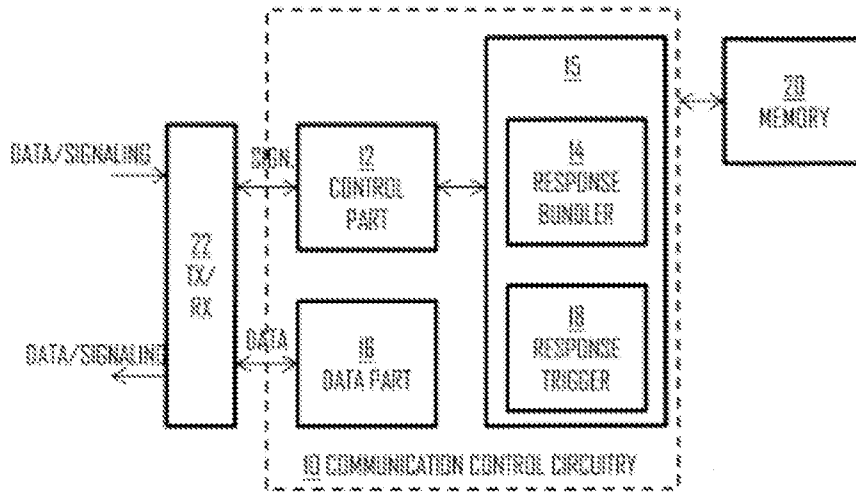 DATA/SIGNALING
DATA/SIGNALING
22
TX/
RX
SIGN.
DATA
12
CONTROL
PART
16
DATA PART
15
14
RESPONSE
BUNDLER
18
RESPONSE
TRIGGER
10 COMMUNICATION CONTROL CIRCUITRY
20
MEMORY